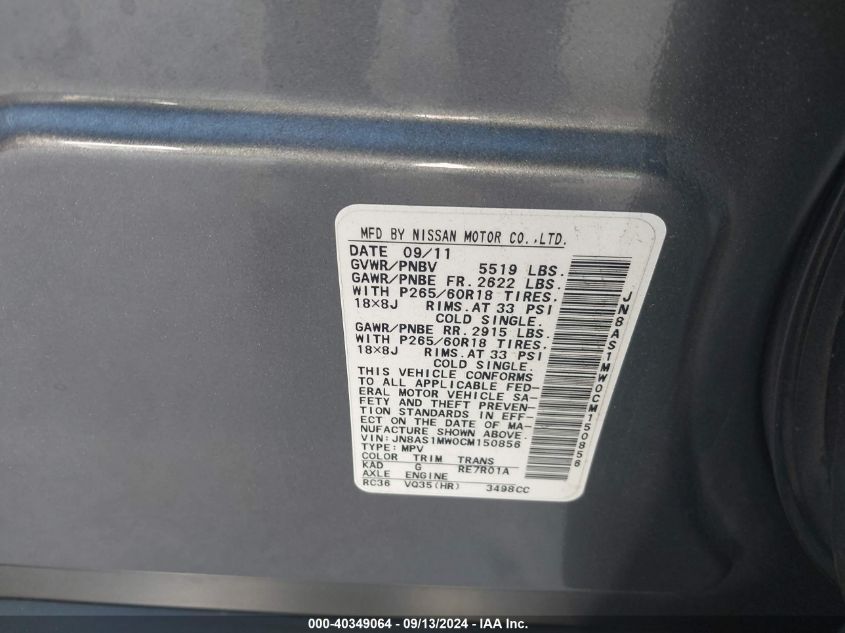 MFD BY NISSAN MOTOR CO.,LTD.
DATE 09/11
GVWR/PNBV 5519 LBS.
GAWR/PNBE FR. 2622 LBS.
WITH P265/60R18 TIRES.
18×8J RIMS. AT 33 PSI
COLD SINGLE.
GAWR/PNBE RR. 2915 LBS.
WITH P265/60R18 TIRES.
18×8J RIMS. AT 33 PSI
COLD SINGLE.
THIS VEHICLE CONFORMS
TO ALL APPLICABLE FED-
ERAL MOTOR VEHICLE SA-
FETY AND THEFT PREVEN-
TION STANDARDS IN EFF-
ECT ON THE DATE OF MA-
NUFACTURE SHOWN ABOVE.
VIN: JN8AS1MW0CM150856
TYPE: MPV
COLOR TRIM TRANS
KAD G RE7R01A
AXLE ENGINE
RC36 VQ35(HR) 3498CC
JN8AS1MW0CM150856
000-40349064 - 09/13/2024 - IAA Inc.